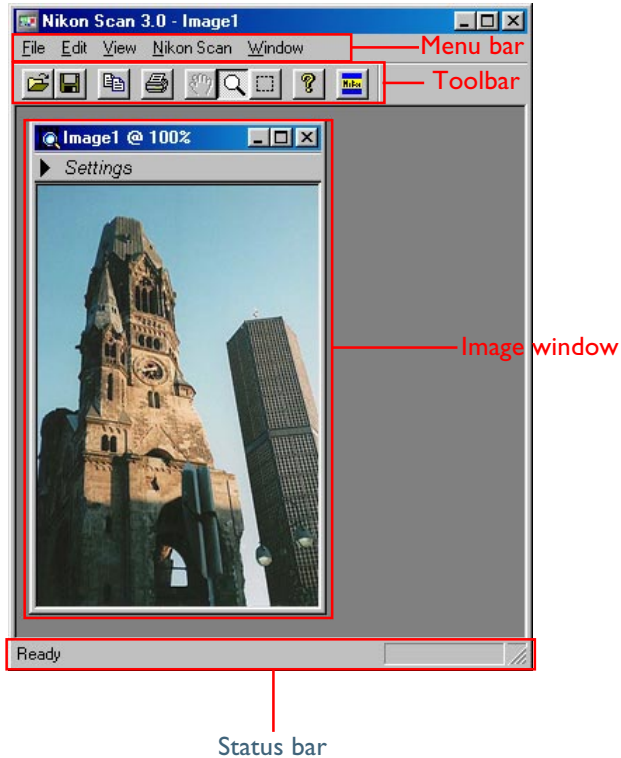 Nikon Scan 3.0 - Image1
File Edit View Nikon Scan Window
Menu bar
?
Nikon
Toolbar
Image1 @ 100%
Settings
Image window
Ready
Status bar